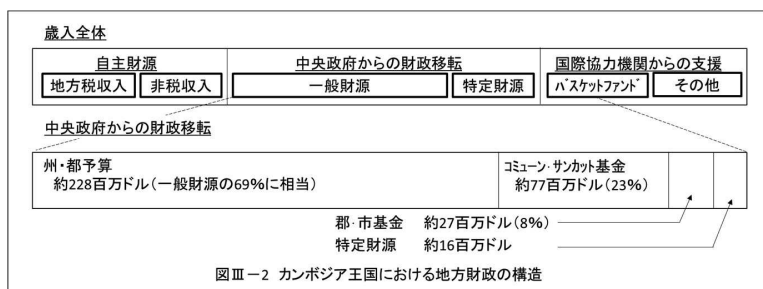 歳入全体
自主財源 中央政府からの財政移転 国際協力機関からの支援
地方税収入 非税収入 一般財源 特定財源 バスケットファンド その他
中央政府からの財政移転
州・都予算 コミューン・サンカット基金
約228百万ドル(一般財源の69%に相当) 約77百万ドル(23%)
郡・市基金 約27百万ドル(8%)
特定財源 約16百万ドル
図Ⅲ－2 カンボジア王国における地方財政の構造